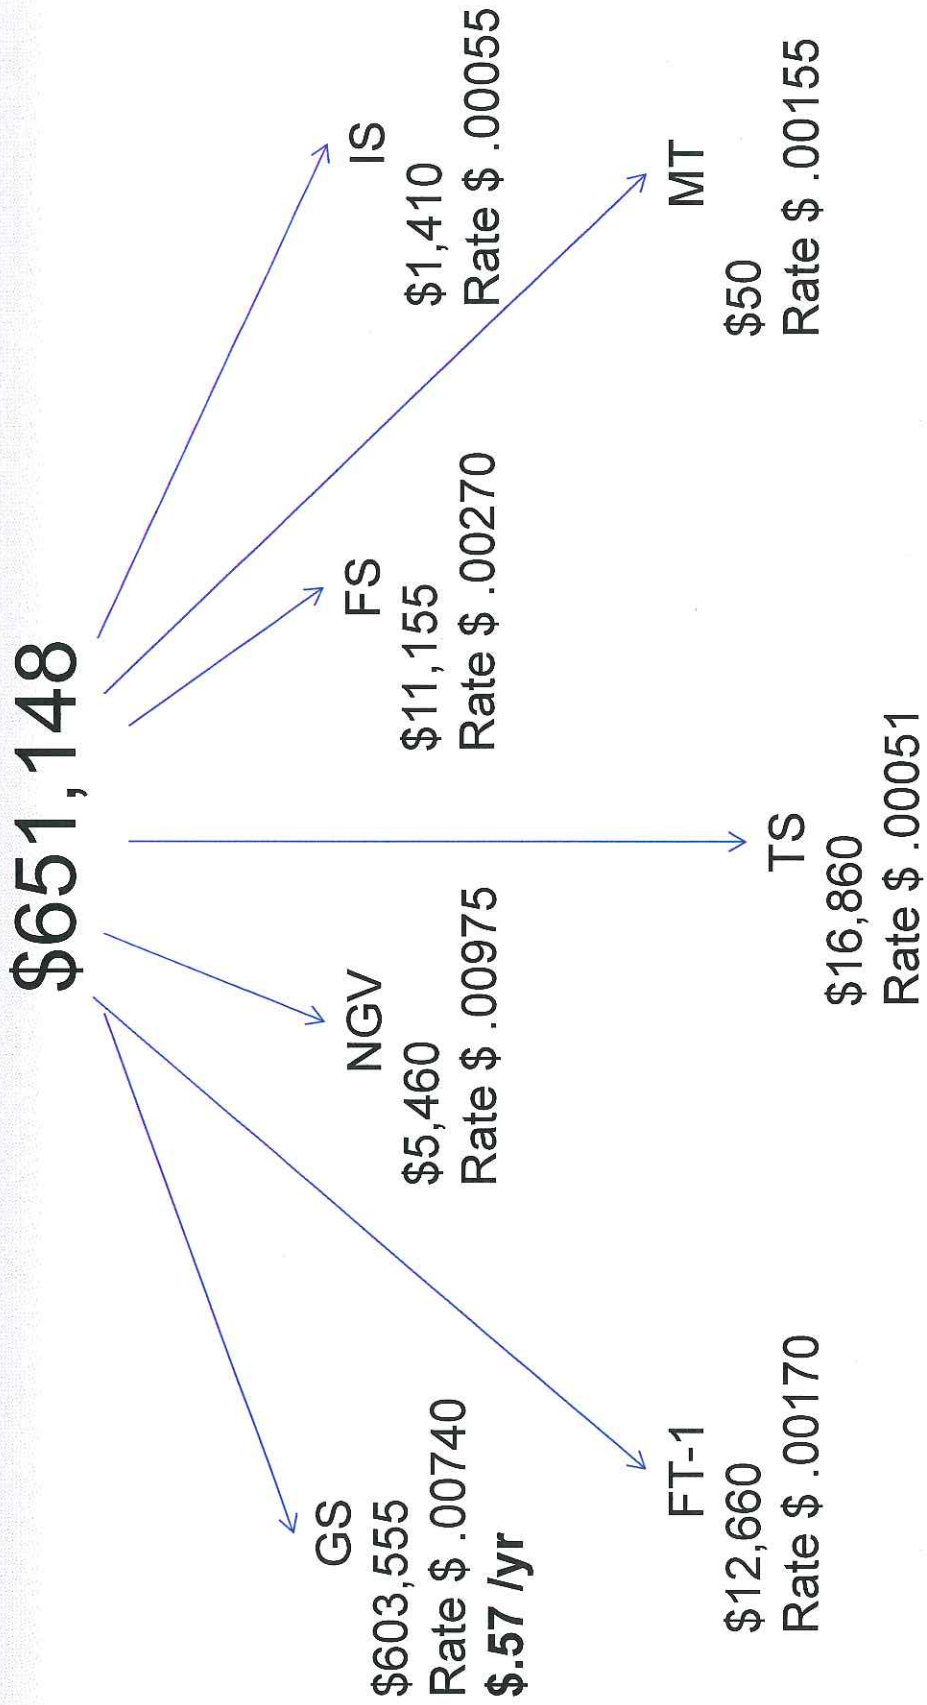 $651,148
GS
$603,555
Rate $ .00740
$.57 /yr
NGV
$5,460
Rate $ .00975
FS
$11,155
Rate $ .00270
IS
$1,410
Rate $ .00055
FT-1
$12,660
Rate $ .00170
TS
$16,860
Rate $ .00051
MT
$50
Rate $ .00155